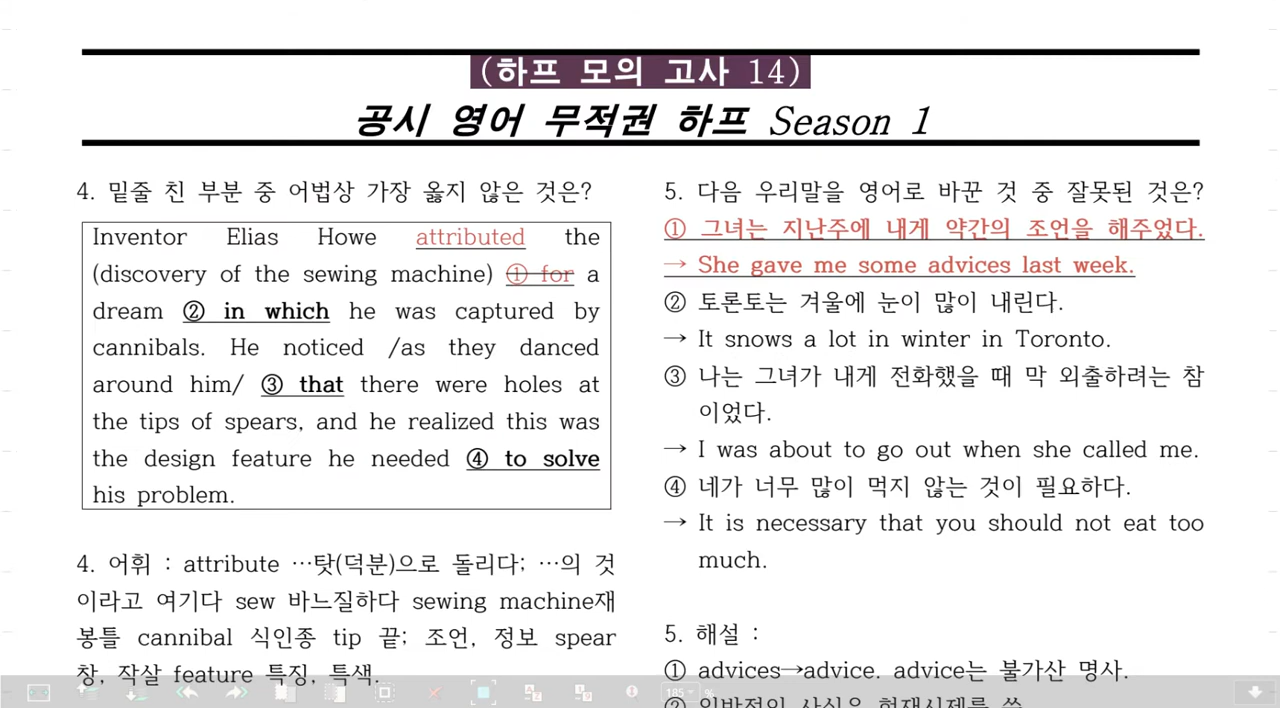 (하프 모의 고사 14)
공시 영어 무적권 하프 Season 1
4. 밑줄 친 부분 중 어법상 가장 옳지 않은 것은?
Inventor Elias Howe attributed the
(discovery of the sewing machine) ① for a
dream ② in which he was captured by
cannibals. He noticed /as they danced
around him/ ③ that there were holes at
the tips of spears, and he realized this was
the design feature he needed ④ to solve
his problem.
4. 어휘 : attribute …탓(덕분)으로 돌리다; …의 것
이라고 여기다 sew 바느질하다 sewing machine재
봉틀 cannibal 식인종 tip 끝; 조언, 정보 spear
창, 작살 feature 특징, 특색.
5. 다음 우리말을 영어로 바꾼 것 중 잘못된 것은?
① 그녀는 지난주에 내게 약간의 조언을 해주었다.
→ She gave me some advices last week.
② 토론토는 겨울에 눈이 많이 내린다.
→ It snows a lot in winter in Toronto.
③ 나는 그녀가 내게 전화했을 때 막 외출하려는 참
이었다.
→ I was about to go out when she called me.
④ 네가 너무 많이 먹지 않는 것이 필요하다.
→ It is necessary that you should not eat too
much.
5. 해설 :
① advices→advice. advice는 불가산 명사.
② 일반적인 사실은 현재시제를 쓰
185 %